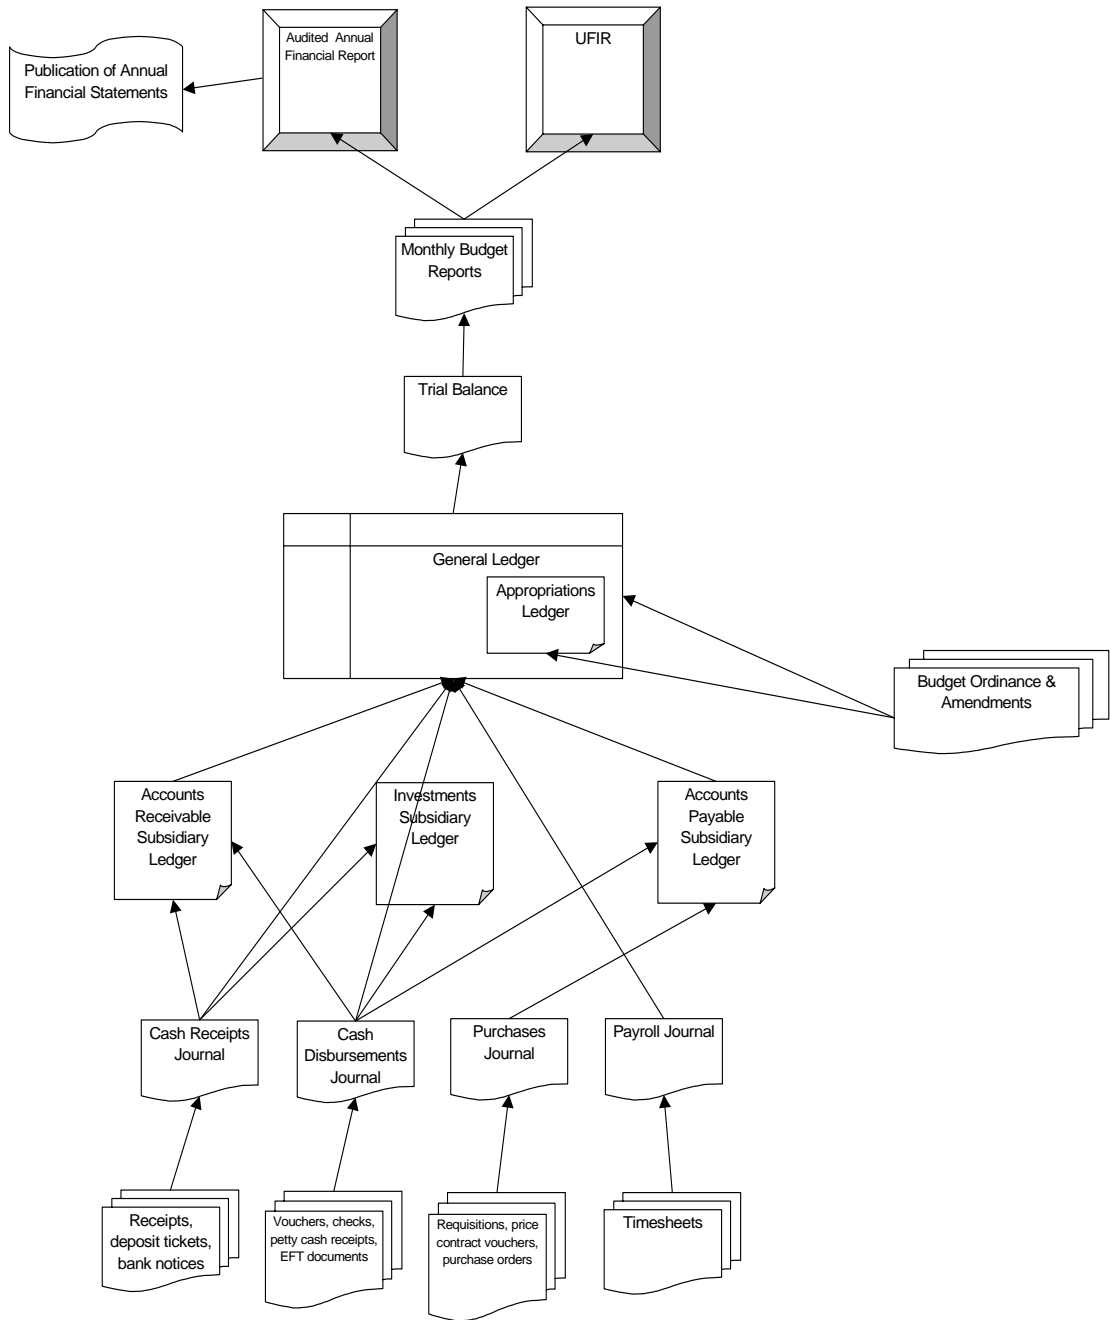 Audited Annual
Financial Report
UFIR
Publication of Annual
Financial Statements
Monthly Budget
Reports
Trial Balance
General Ledger
Appropriations
Ledger
Budget Ordinance &
Amendments
Accounts
Receivable
Subsidiary
Ledger
Investments
Subsidiary
Ledger
Accounts
Payable
Subsidiary
Ledger
Cash Receipts
Journal
Cash
Disbursements
Journal
Purchases
Journal
Payroll Journal
Receipts,
deposit tickets,
bank notices
Vouchers, checks,
petty cash receipts,
EFT documents
Requisitions, price
contract vouchers,
purchase orders
Timesheets